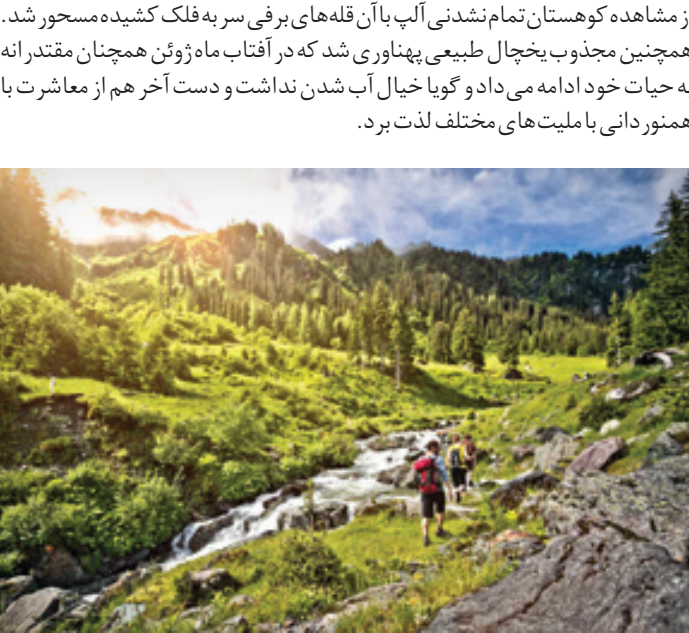 از مشاهده کوهستان تمام‌نشدنی آلپ با آن قله‌های برفی سر به فلک کشیده مسحور شد.
همچنین مجذوب یخچال طبیعی پهناوری شد که در آفتاب ماه ژوئن همچنان مقتدرانه
به حیات خود ادامه می‌داد و گویا خیال آب شدن نداشت و دست آخر هم از معاشرت با
همنوردانی با ملیت‌های مختلف لذت برد.